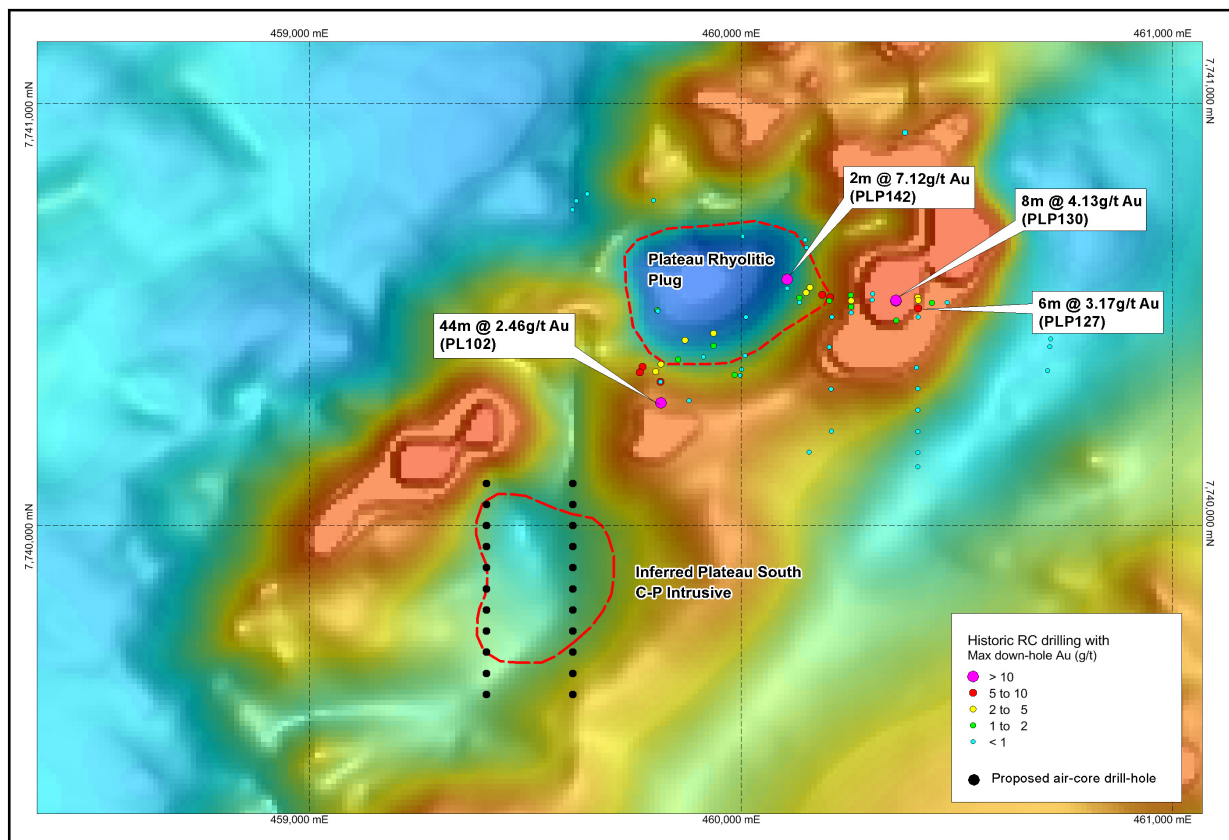 459,000 mE
460,000 mE
461,000 mE
7,741,000 mN
7,741,000 mN
2m @ 7.12g/t Au
(PLP142)
8m @ 4.13g/t Au
(PLP130)
Plateau Rhyolitic
Plug
6m @ 3.17g/t Au
(PLP127)
44m @ 2.46g/t Au
(PL102)
7,740,000 mN
7,740,000 mN
Inferred Plateau South
C-P Intrusive
Historic RC drilling with
Max down-hole Au (g/t)
> 10
5 to 10
2 to 5
1 to 2
< 1
Proposed air-core drill-hole
459,000 mE
460,000 mE
461,000 mE